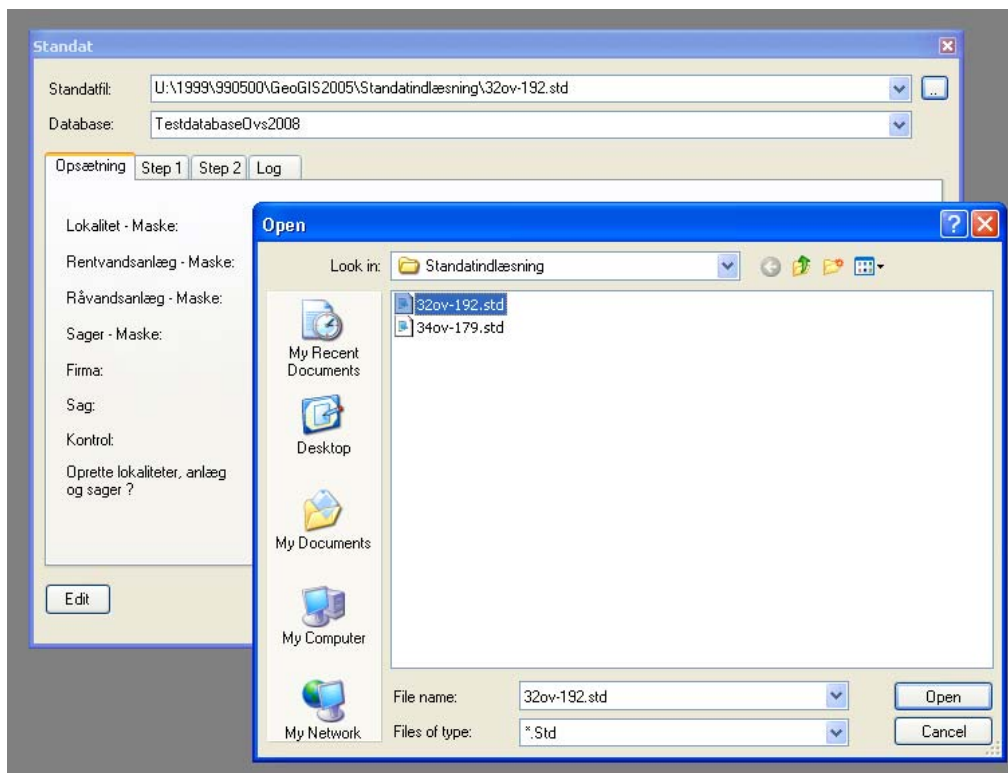 Standat
Standatfil:
U:\1999\990500\GeoGIS2005\Standatindlæsning\32ov-192.std
..
Database:
TestdatabaseOvs2008
Opsætning
Step 1
Step 2
Log
Lokalitet - Maske:
Rentvandsanlæg - Maske:
Råvandsanlæg - Maske:
Sager - Maske:
Firma:
Sag:
Kontrol:
Oprette lokaliteter, anlæg
og sager ?
Edit
Open
Look in:
Standatindlæsning
My Recent
Documents
Desktop
My Documents
My Computer
My Network
32ov-192.std
34ov-179.std
File name:
32ov-192.std
Open
Files of type:
*.Std
Cancel